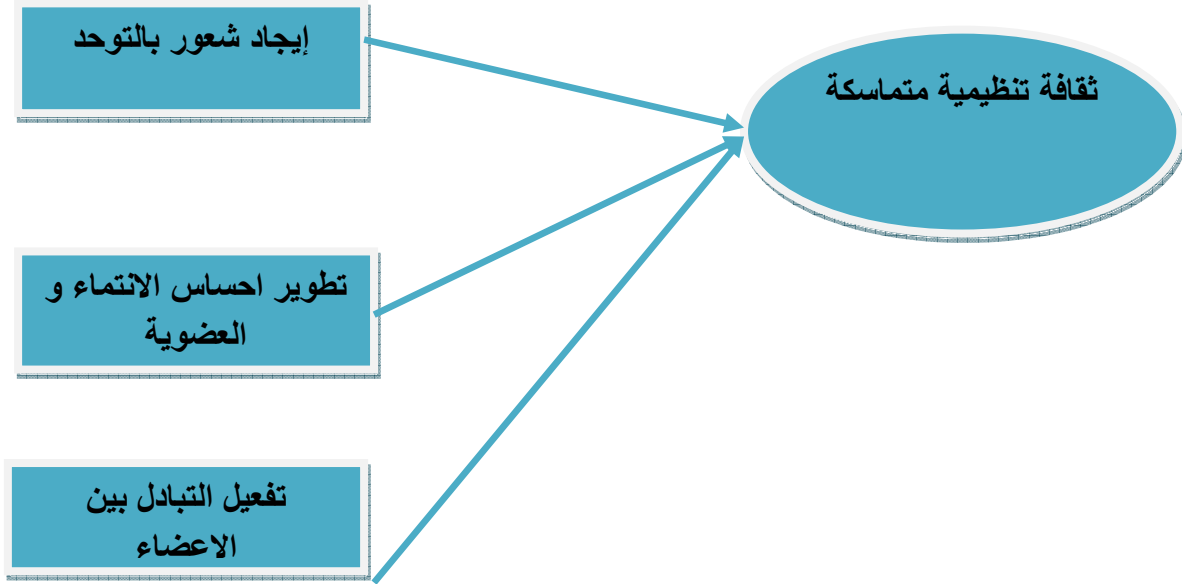 إيجاد شعور بالتوحد
ثقافة تنظيمية متماسكة
تطوير احساس الانتماء و
العضوية
تفعيل التبادل بين
الاعضاء